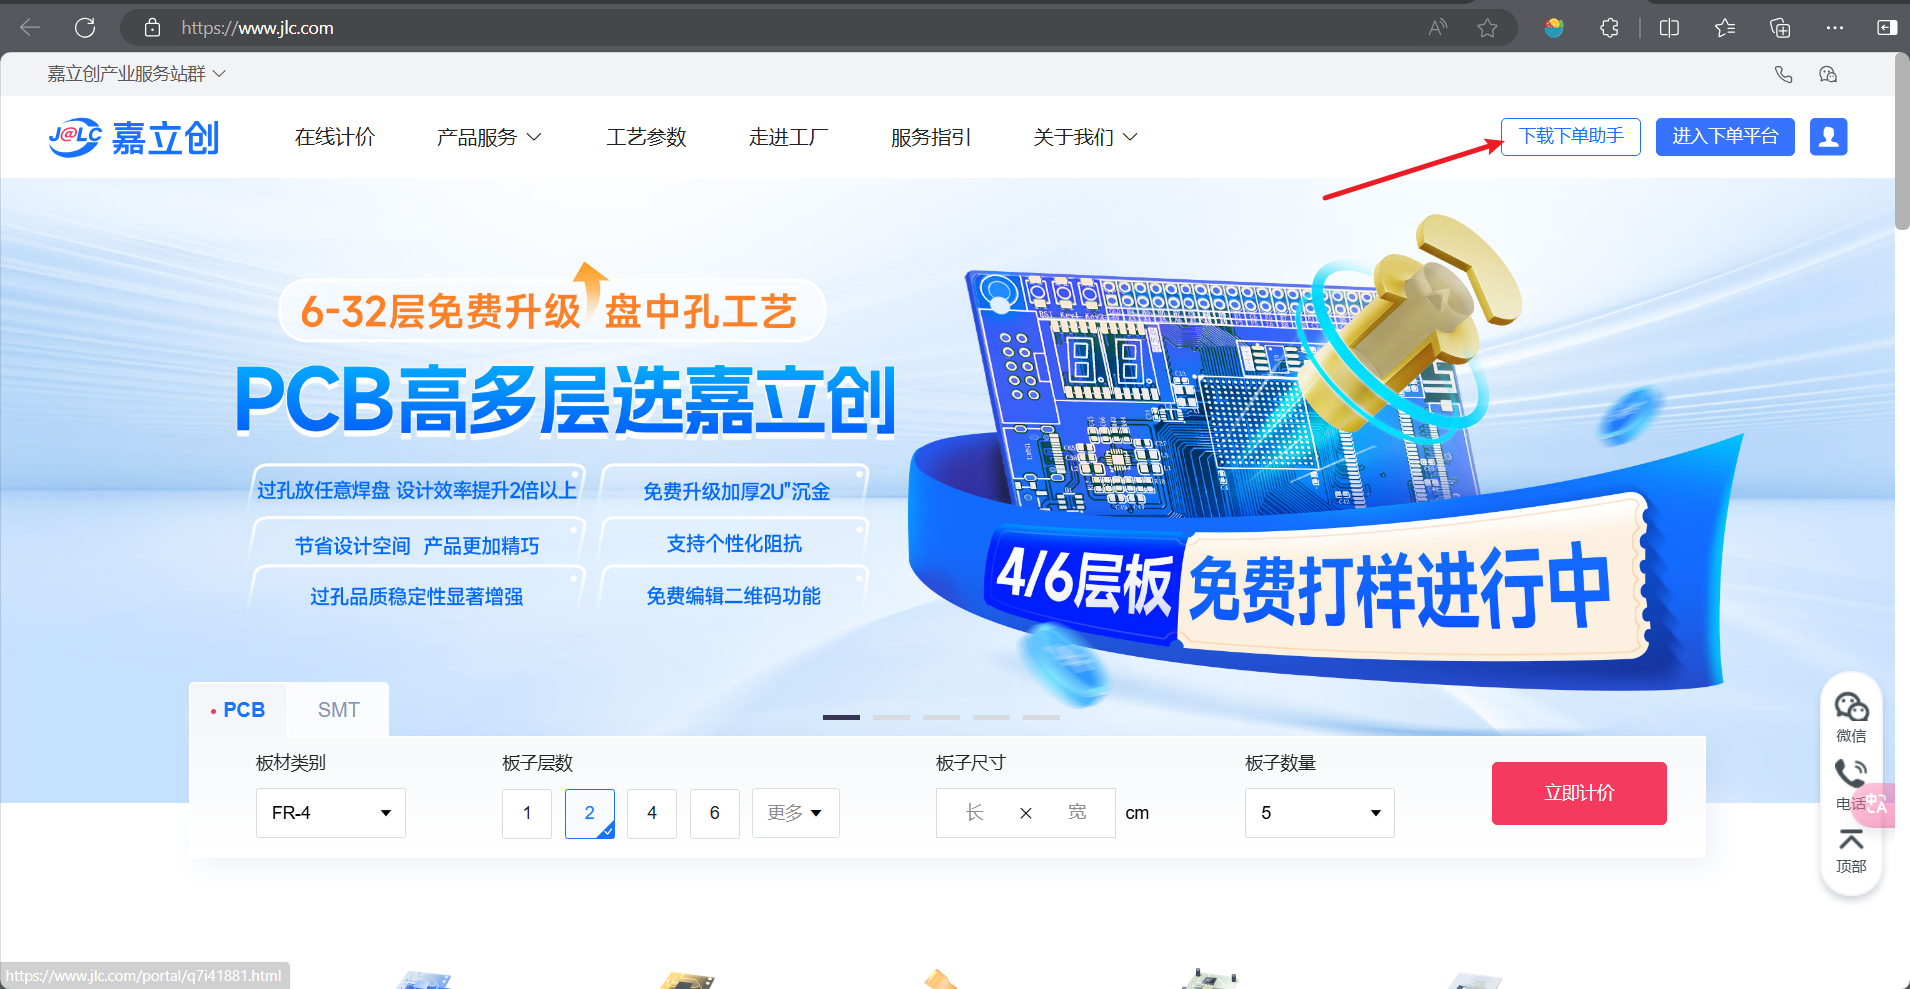 https://www.jlc.com
嘉立创产业服务站群
J@LC 嘉立创
在线计价
产品服务
工艺参数
走进工厂
服务指引
关于我们
下载下单助手
进入下单平台
6-32层免费升级 盘中孔工艺
PCB高多层选嘉立创
过孔放任意焊盘 设计效率提升2倍以上
免费升级加厚2U"沉金
节省设计空间 产品更加精巧
支持个性化阻抗
过孔品质稳定性显著增强
免费编辑二维码功能
BSI Key1 Key2
4/6层板 免费打样进行中
PCB
SMT
板材类别
FR-4
板子层数
1
2
4
6
更多
板子尺寸
长 × 宽 cm
板子数量
5
立即计价
微信
电话
中A
顶部
https://www.jlc.com/portal/q7i41881.html